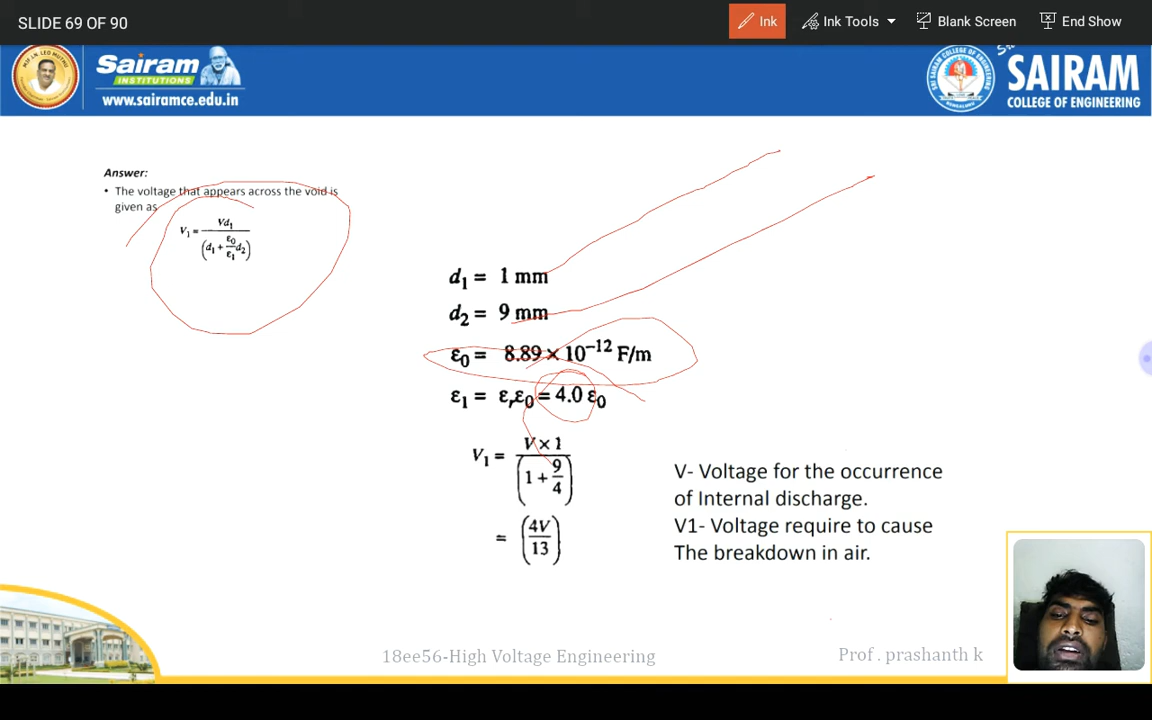 SLIDE 69 OF 90
Ink
Ink Tools
Blank Screen
End Show
Sairam
INSTITUTIONS
www.sairamce.edu.in
SAIRAM
COLLEGE OF ENGINEERING
Answer:
• The voltage that appears across the void is
given as
V₁ = Vd₁ / (d₁ + ε₀/ε₁ d₂)
d₁ = 1 mm
d₂ = 9 mm
ε₀ = 8.89 × 10⁻¹² F/m
ε₁ = εᵣε₀ = 4.0 ε₀
V₁ = V × 1 / (1 + 9/4)
= (4V/13)
V- Voltage for the occurrence
of Internal discharge.
V1- Voltage require to cause
The breakdown in air.
18ee56-High Voltage Engineering
Prof . prashanth k